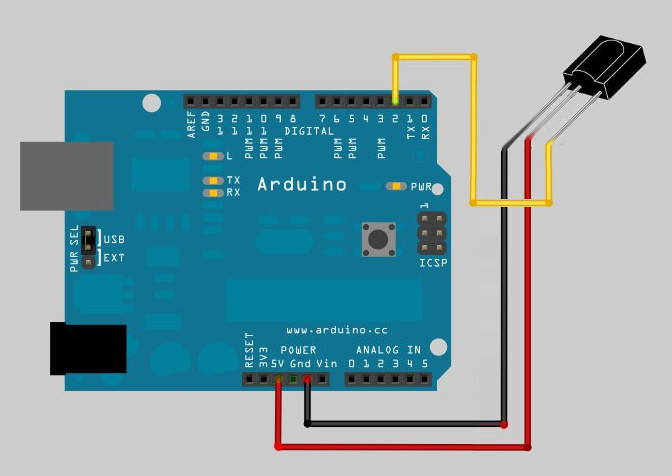 AREF
GND
13
12
11
10
9
8
7
6
5
4
3
2
1
0
PWM
PWM
PWM
PWM
PWM
PWM
TX
RX
DIGITAL
L
TX
RX
Arduino
PWR
1
ICSP
PWR SEL
USB
EXT
www.arduino.cc
POWER
ANALOG IN
RESET
3V3
5V Gnd Vin
0 1 2 3 4 5